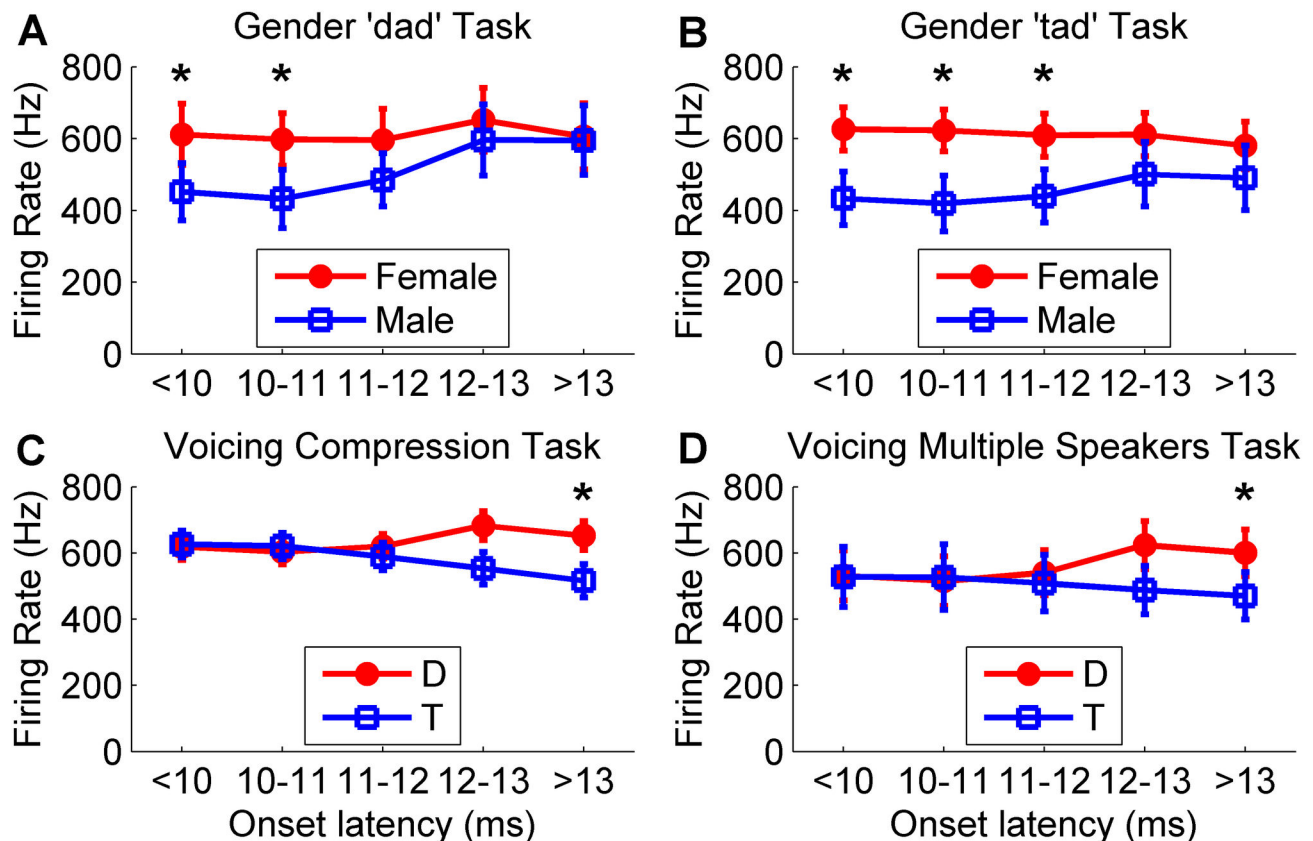 A
Gender 'dad' Task
Firing Rate (Hz)
800
600
400
200
0
* *
Female
Male
<10 10-11 11-12 12-13 >13
B
Gender 'tad' Task
Firing Rate (Hz)
800
600
400
200
0
* * *
Female
Male
<10 10-11 11-12 12-13 >13
C
Voicing Compression Task
Firing Rate (Hz)
800
600
400
200
0
*
D
T
<10 10-11 11-12 12-13 >13
Onset latency (ms)
D
Voicing Multiple Speakers Task
Firing Rate (Hz)
800
600
400
200
0
*
D
T
<10 10-11 11-12 12-13 >13
Onset latency (ms)